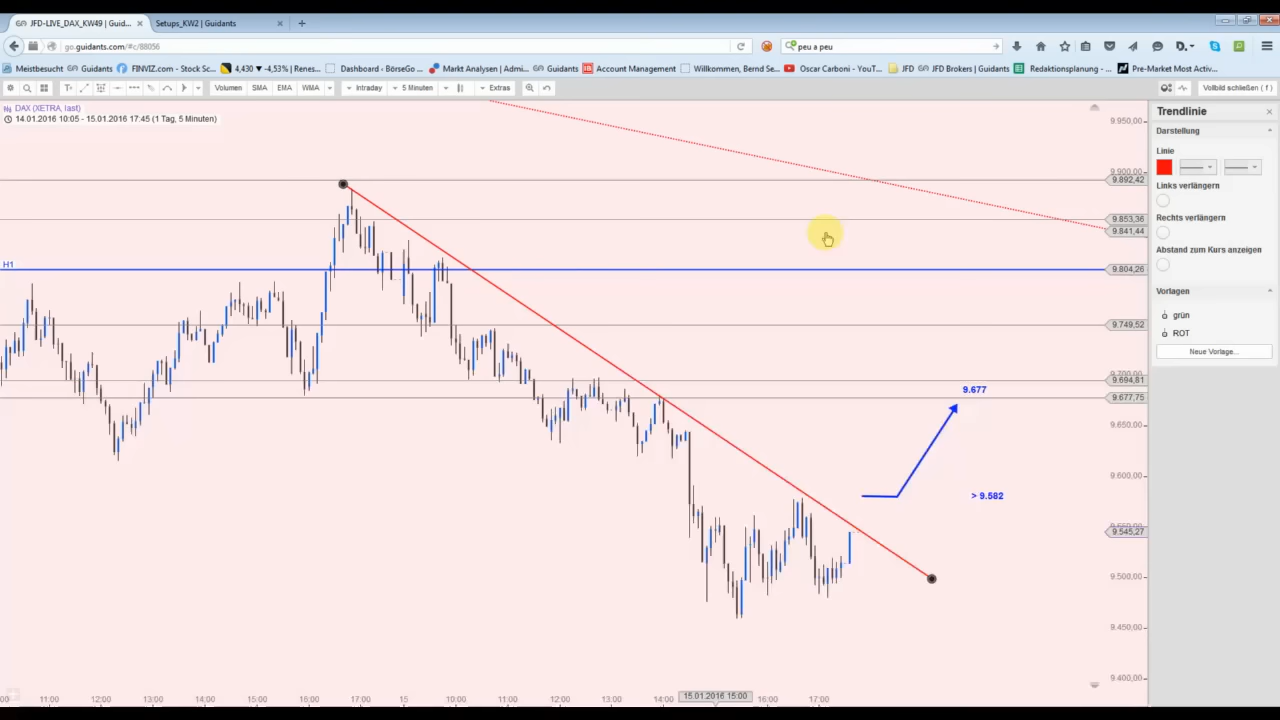 JFD-LIVE_DAX_KW49 | Guid... Setups_KW2 | Guidants
go.guidants.com/#c/88056 peu a peu
Meistbesucht Guidants FINVIZ.com - Stock Sc... 4,430 ▼ -4,53% | Renes... Dashboard - BörseGo ... Markt Analysen | Admi... Guidants Account Management Willkommen, Bernd Se... Oscar Carboni - YouT... JFD JFD Brokers | Guidants Redaktionsplanung - ... Pre-Market Most Activ...
Volumen SMA EMA WMA Intraday 5 Minuten Extras Vollbild schließen ( f )
DAX (XETRA, last)
14.01.2016 10:05 - 15.01.2016 17:45 (1 Tag, 5 Minuten)
Trendlinie
Darstellung
Linie
Links verlängern
Rechts verlängern
Abstand zum Kurs anzeigen
Vorlagen
grün
ROT
Neue Vorlage...
9.950,00
9.900,00
9.892,42
9.853,36
9.841,44
H1
9.804,26
9.749,52
9.700,00
9.694,81
9.677
9.677,75
9.650,00
9.600,00
> 9.582
9.550,00
9.545,27
9.500,00
9.450,00
9.400,00
:00 11:00 12:00 13:00 14:00 15:00 16:00 17:00 15 10:00 11:00 12:00 13:00 14:00 15.01.2016 15:00 16:00 17:00